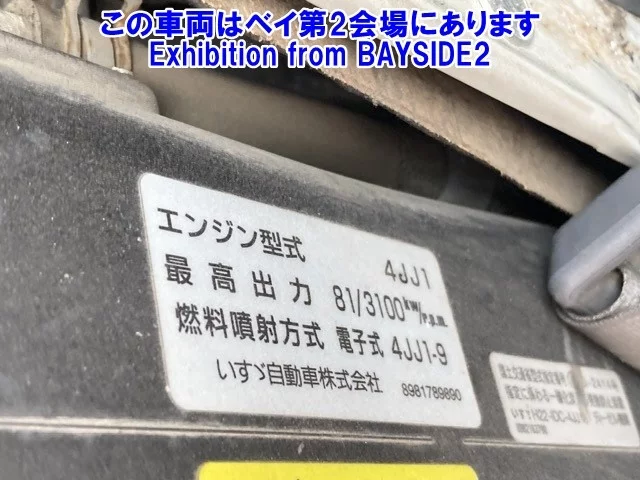 この車両はベイ第2会場にあります
Exhibition from BAYSIDE2
エンジン型式 4JJ1
最高出力 81/3100 kW/r.p.m
燃料噴射方式 電子式 4JJ1-9
いすゞ自動車株式会社 8981789890